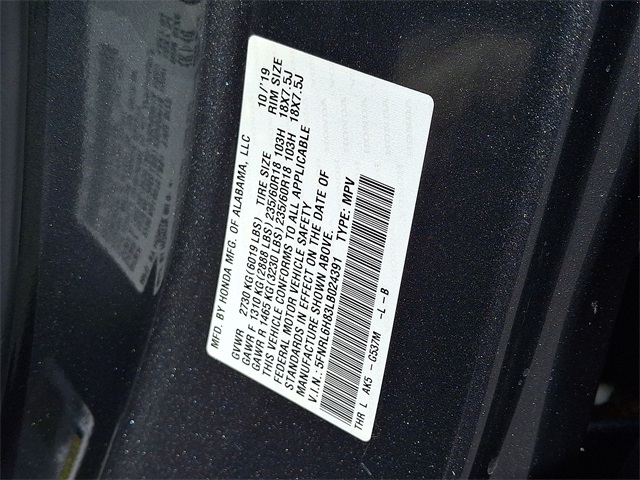 MFD. BY HONDA MFG. OF ALABAMA, LLC 10/'19
GVWR 2730 KG(6019 LBS) TIRE SIZE RIM SIZE
GAWR F 1310 KG(2888 LBS)235/60R18 103H 18X7.5J
GAWR R 1465 KG(3230 LBS)235/60R18 103H 18X7.5J
THIS VEHICLE CONFORMS TO ALL APPLICABLE
FEDERAL MOTOR VEHICLE SAFETY
STANDARDS IN EFFECT ON THE DATE OF
MANUFACTURE SHOWN ABOVE.
V.I.N.: 5FNRL6H83LB024391 TYPE: MPV
THR L AK5 - G537M - L - B